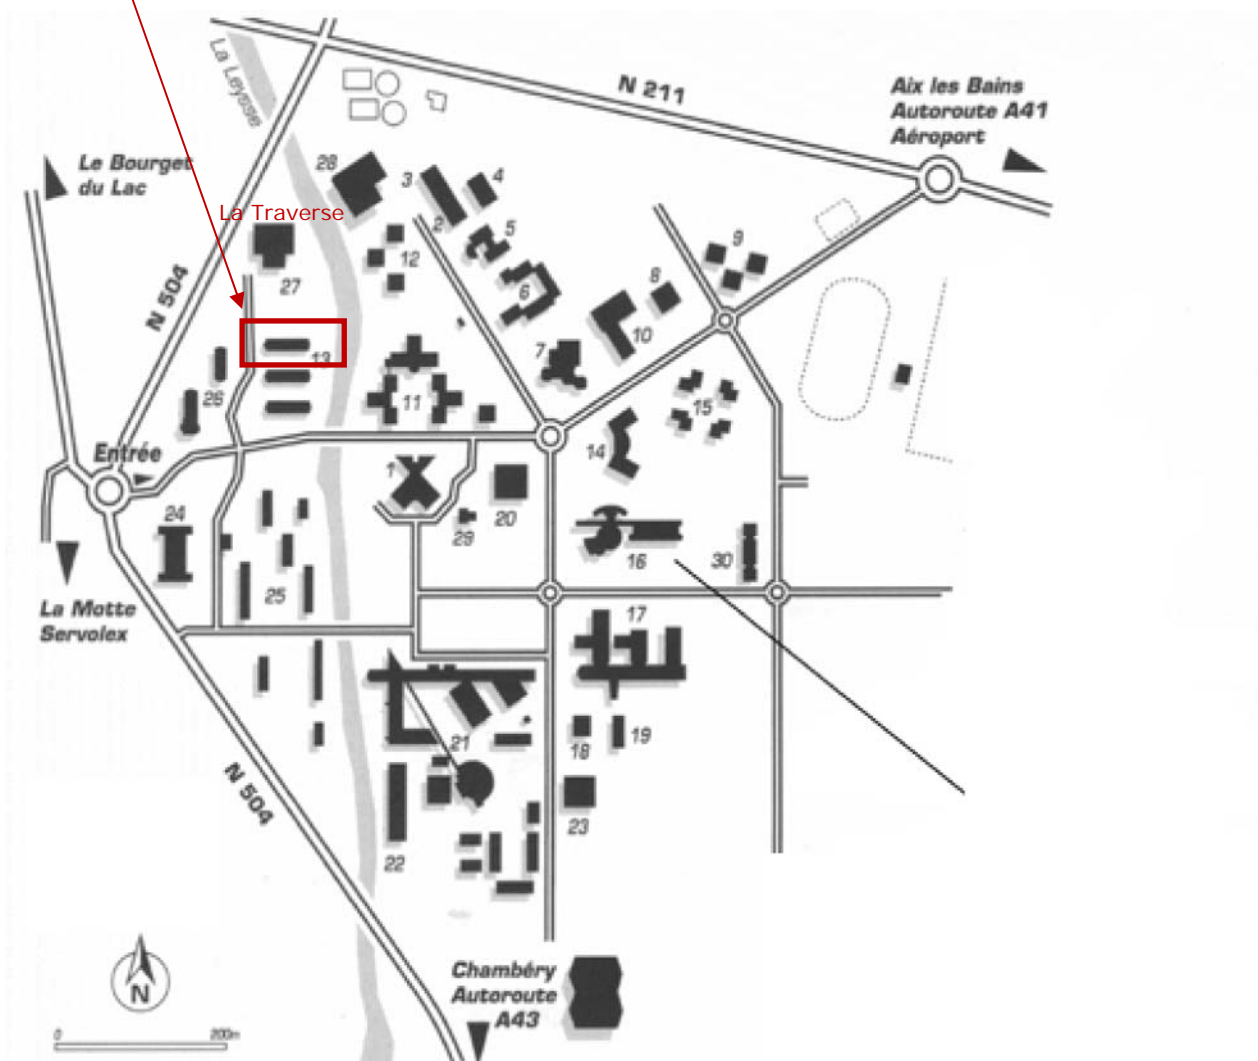 La Leysse
N 211
Aix les Bains
Autoroute A41
Aéroport
Le Bourget
du Lac
28
3
4
La Traverse
2
5
9
12
27
6
8
N 504
10
7
13
26
11
15
14
Entrée
1
24
20
29
16
30
25
17
La Motte
Servolex
21
18
19
N 504
23
22
Chambéry
Autoroute
A43
N
0
200m